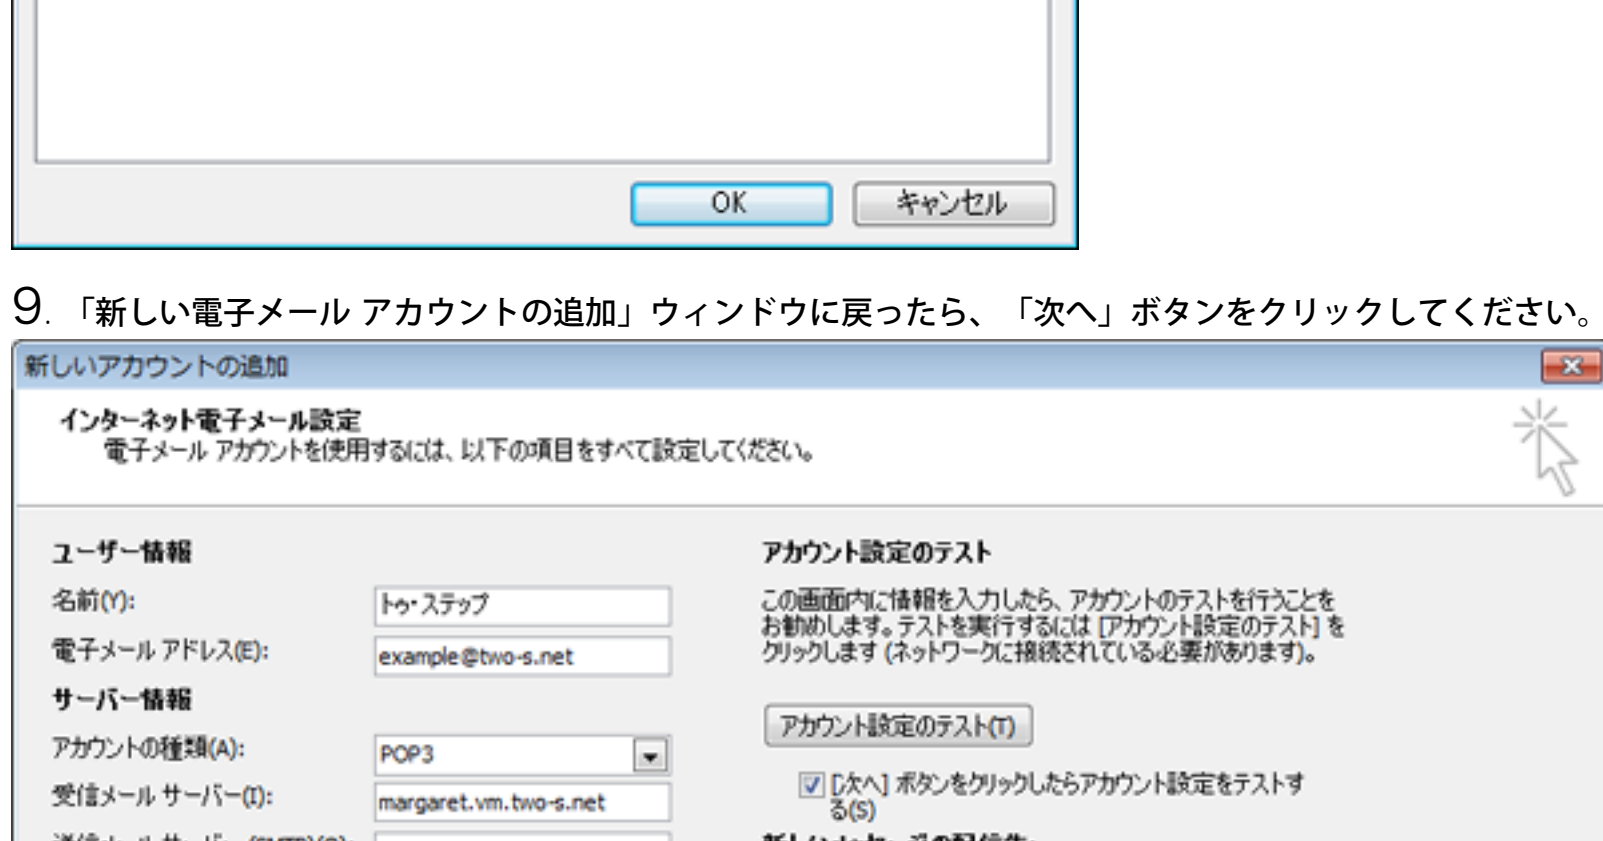 OK キャンセル
9. 「新しい電子メール アカウントの追加」ウィンドウに戻ったら、「次へ」ボタンをクリックしてください。
新しいアカウントの追加
インターネット電子メール設定
電子メール アカウントを使用するには、以下の項目をすべて設定してください。
ユーザー情報
名前(Y): トゥ・ステップ
電子メール アドレス(E): example@two-s.net
サーバー情報
アカウントの種類(A): POP3
受信メール サーバー(I): margaret.vm.two-s.net
アカウント設定のテスト
この画面内に情報を入力したら、アカウントのテストを行うことを
お勧めします。テストを実行するには [アカウント設定のテスト] を
クリックします (ネットワークに接続されている必要があります)。
アカウント設定のテスト(T)
[次へ] ボタンをクリックしたらアカウント設定をテストす
る(S)